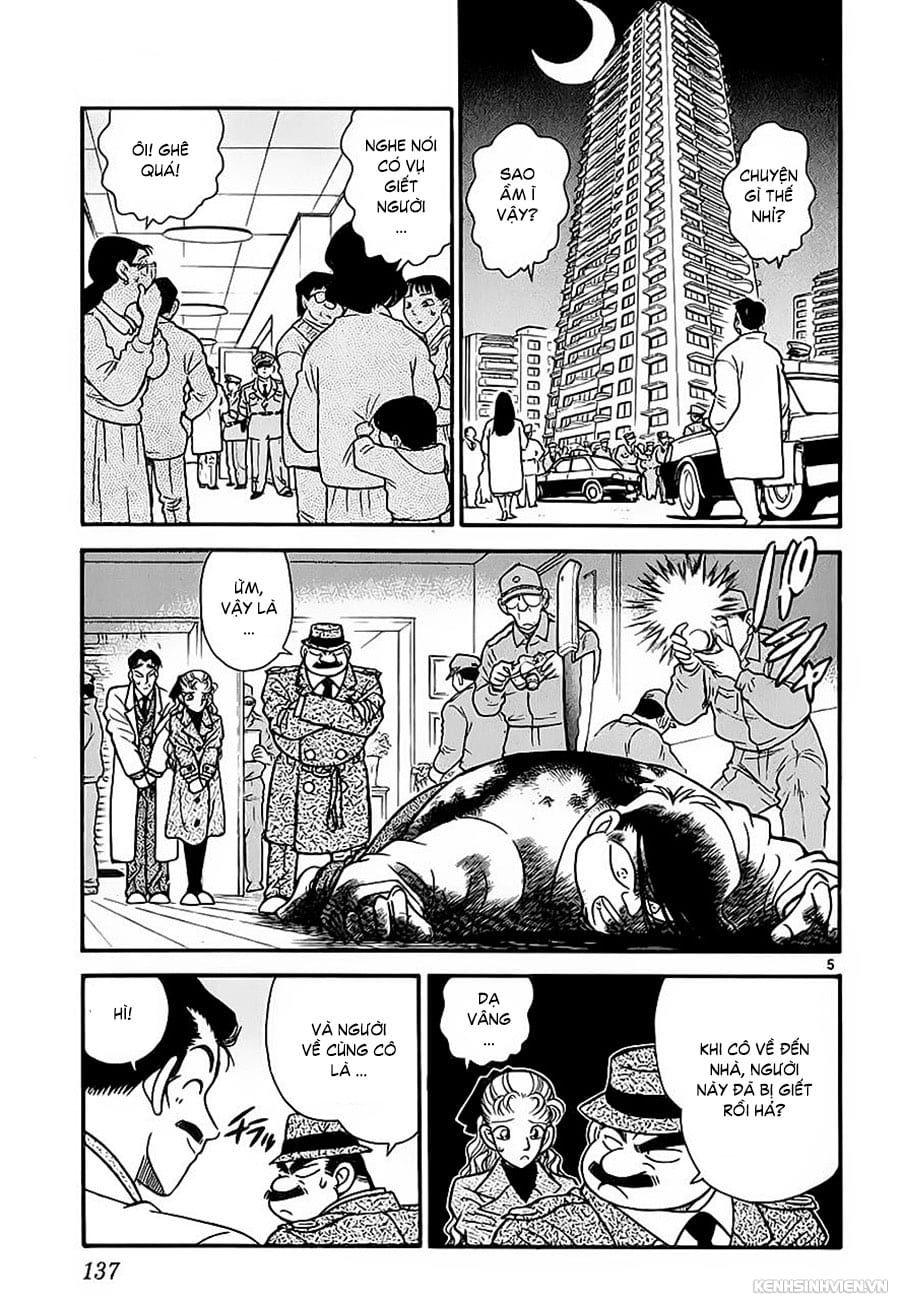 CHUYỆN
GÌ THẾ
NHỈ?
SAO
ẦM Ì
VẬY?
NGHE NÓI
CÓ VỤ
GIẾT
NGƯỜI
...
ÔI! GHÊ
QUÁ!
ỪM,
VẬY LÀ
...
5
KHI CÔ VỀ ĐẾN
NHÀ, NGƯỜI
NÀY ĐÃ BỊ GIẾT
RỒI HẢ?
DẠ
VÂNG
...
VÀ NGƯỜI
VỀ CÙNG CÔ
LÀ ...
HÌ!
137
KENHSINHVIEN.VN